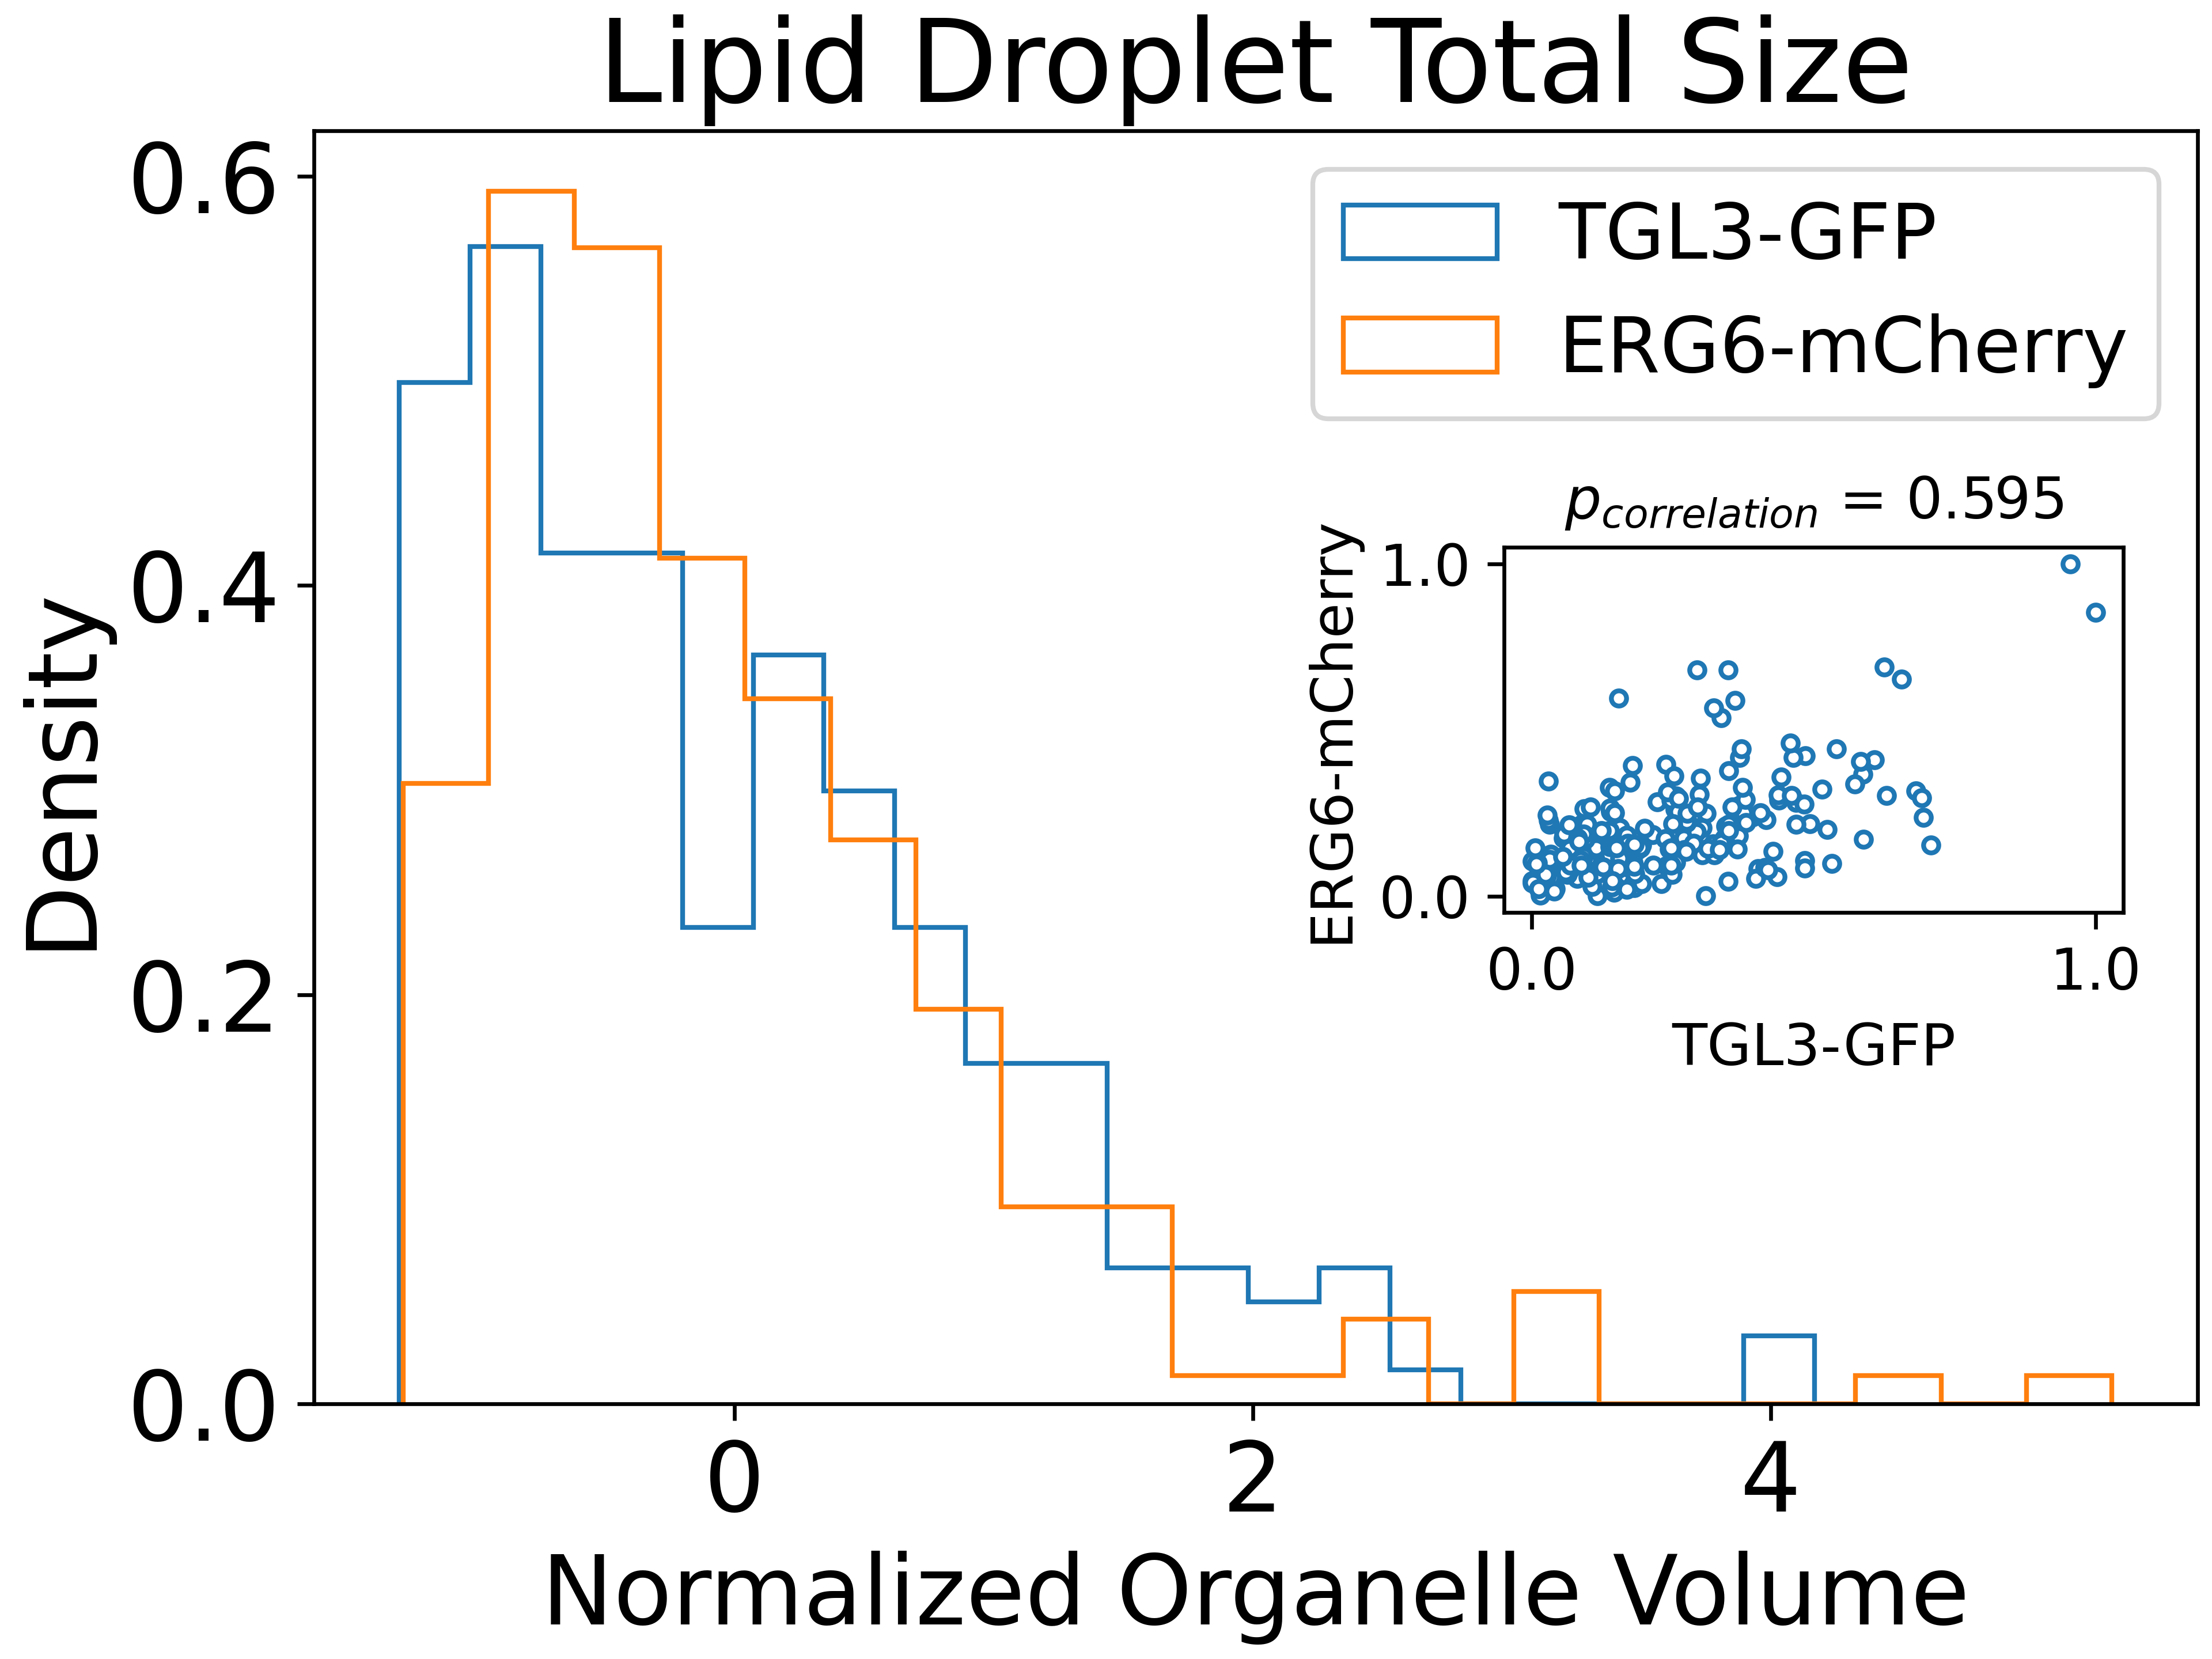 Lipid Droplet Total Size
TGL3-GFP
ERG6-mCherry
p_correlation = 0.595
ERG6-mCherry
1.0
0.0
0.0 1.0
TGL3-GFP
Density
0.6
0.4
0.2
0.0
0 2 4
Normalized Organelle Volume